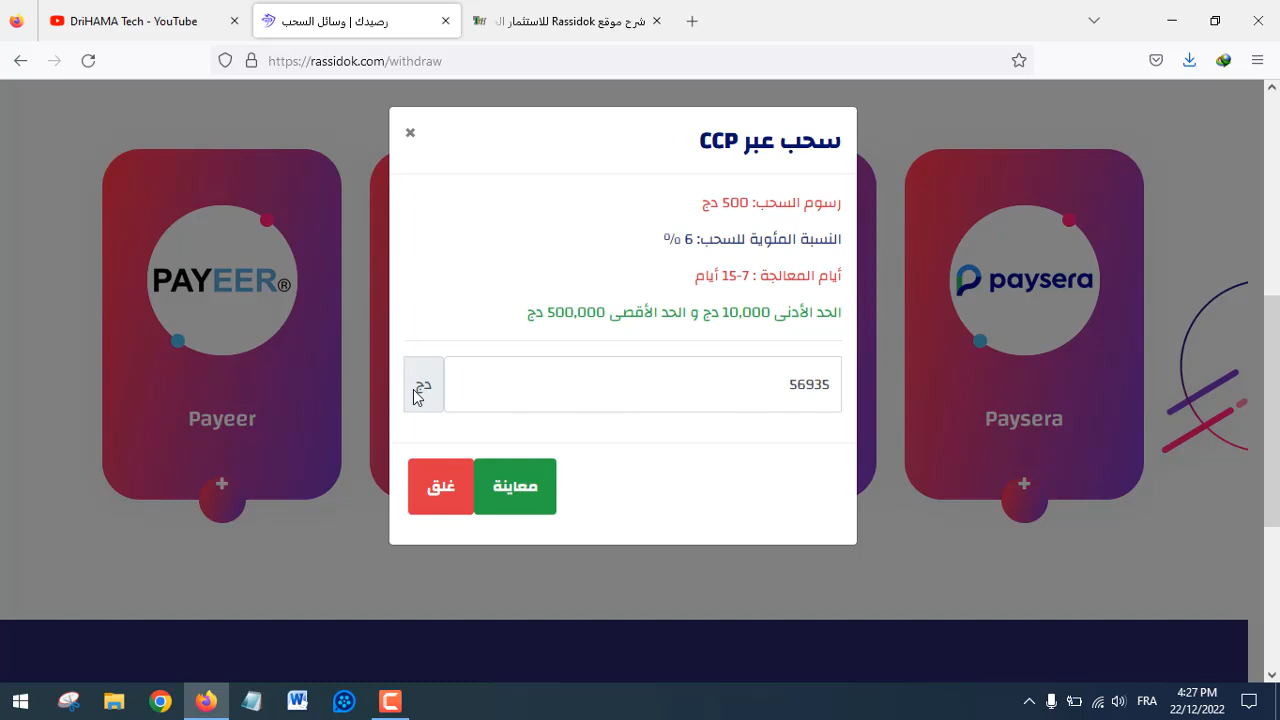 DriHAMA Tech - YouTube
رصيدك | وسائل السحب
شرح موقع Rassidok للاستثمار ال
https://rassidok.com/withdraw
سحب عبر CCP
رسوم السحب: 500 دج
النسبة المئوية للسحب: 6 %
أيام المعالجة : 7-15 أيام
الحد الأدنى 10,000 دج و الحد الأقصى 500,000 دج
56935
دج
معاينة
غلق
PAYEER®
paysera
Payeer
Paysera
FRA
4:27 PM
22/12/2022